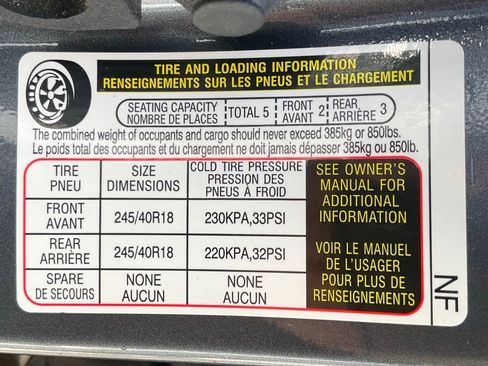 TIRE AND LOADING INFORMATION
RENSEIGNEMENTS SUR LES PNEUS ET LE CHARGEMENT
SEATING CAPACITY
NOMBRE DE PLACES
TOTAL 5
FRONT
AVANT 2
REAR
ARRIÈRE 3
The combined weight of occupants and cargo should never exceed 385kg or 850lbs.
Le poids total des occupants et du chargement ne doit jamais dépasser 385kg ou 850lb.
TIRE
PNEU
SIZE
DIMENSIONS
COLD TIRE PRESSURE
PRESSION DES
PNEUS À FROID
FRONT
AVANT
245/40R18
230KPA,33PSI
REAR
ARRIÈRE
245/40R18
220KPA,32PSI
SPARE
DE SECOURS
NONE
AUCUN
NONE
AUCUN
SEE OWNER'S
MANUAL FOR
ADDITIONAL
INFORMATION
VOIR LE MANUEL
DE L'USAGER
POUR PLUS DE
RENSEIGNEMENTS
NF